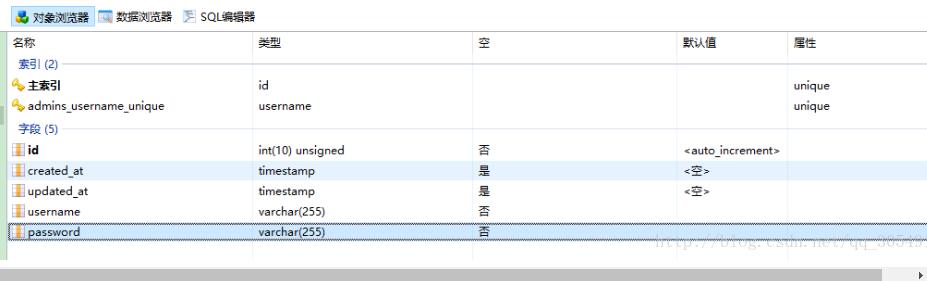 对象浏览器 数据浏览器 SQL编辑器
名称 类型 空 默认值 属性
索引 (2)
主索引 id unique
admins_username_unique username unique
字段 (5)
id int(10) unsigned 否 <auto_increment>
created_at timestamp 是 <空>
updated_at timestamp 是 <空>
username varchar(255) 否
password varchar(255) 否
http://blog.csdn.net/qq_30549